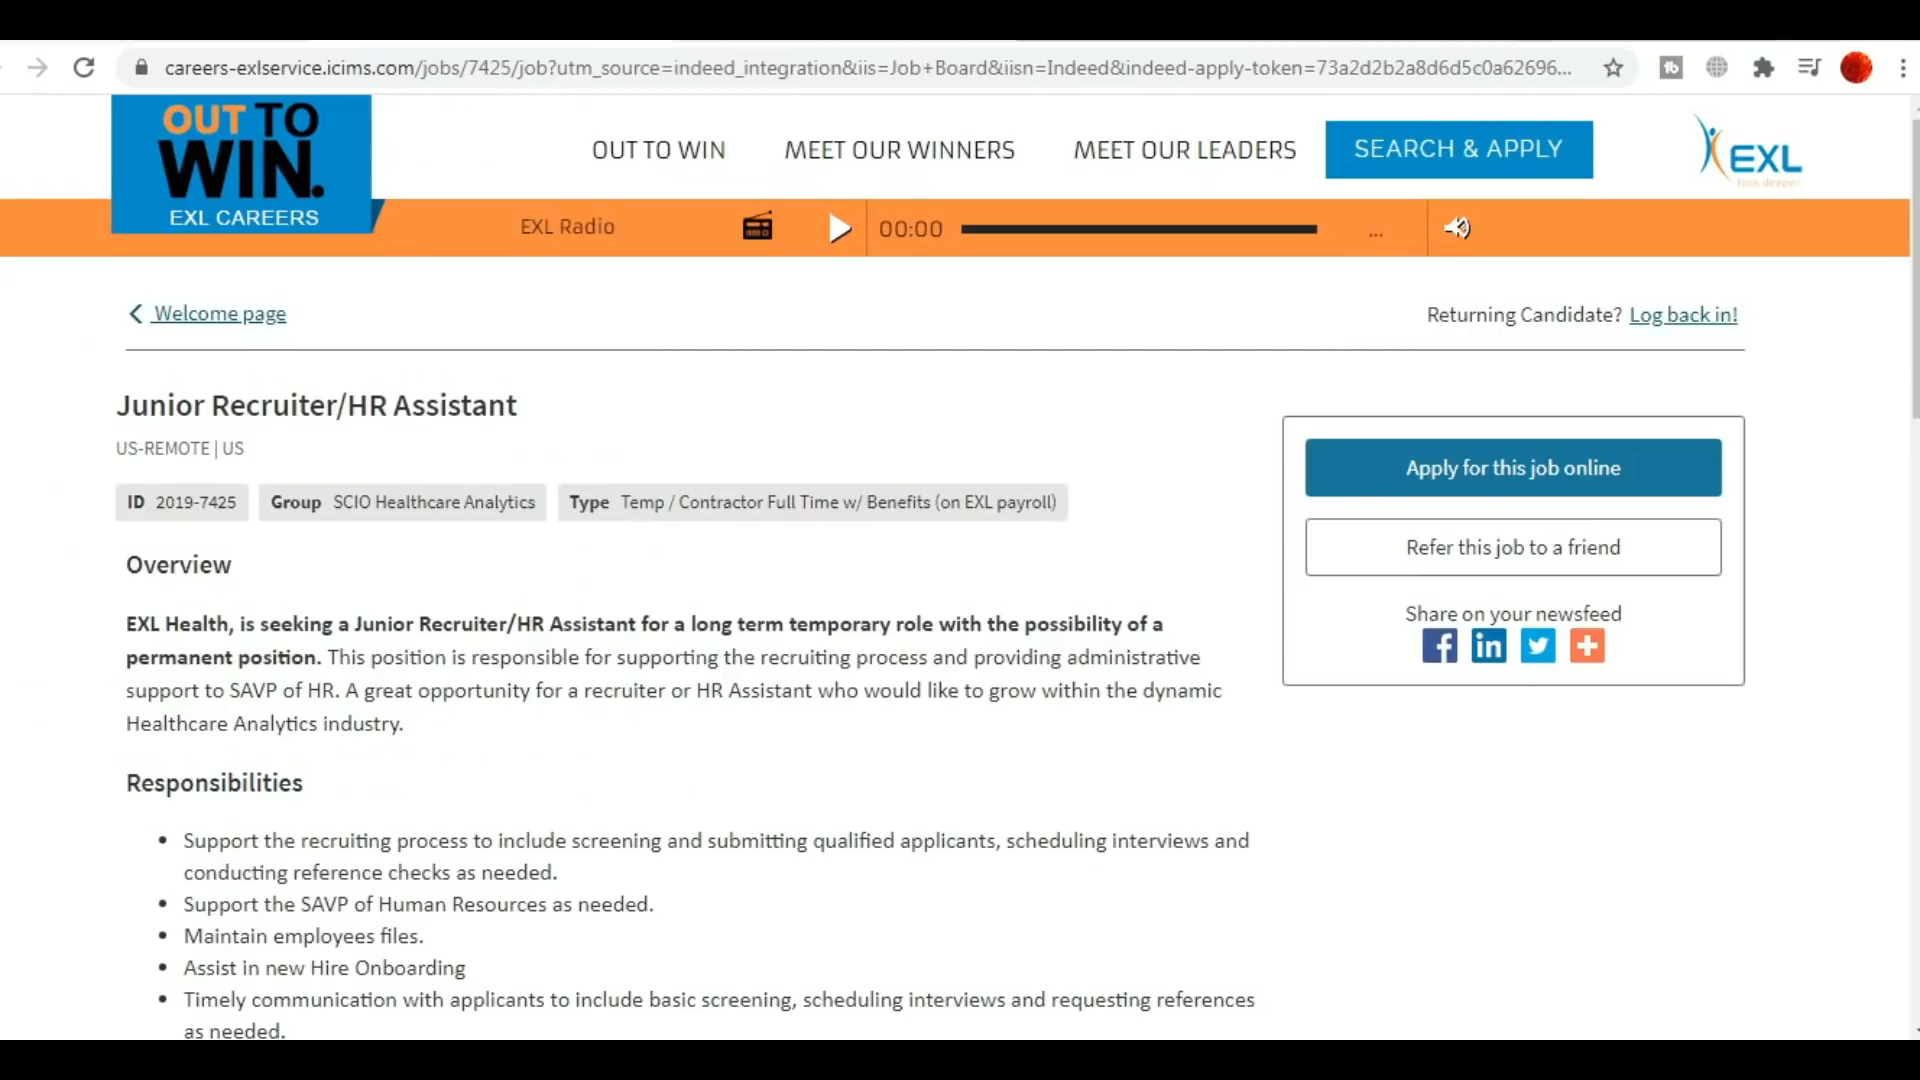 careers-exlservice.icims.com/jobs/7425/job?utm_source=indeed_integration&iis=Job+Board&iisn=Indeed&indeed-apply-token=73a2d2b2a8d6d5c0a62696...
OUT TO
WIN.
EXL CAREERS
OUT TO WIN
MEET OUR WINNERS
MEET OUR LEADERS
SEARCH & APPLY
EXL
look deeper
EXL Radio
00:00
...
Welcome page
Returning Candidate? Log back in!
Junior Recruiter/HR Assistant
US-REMOTE | US
ID 2019-7425
Group SCIO Healthcare Analytics
Type Temp / Contractor Full Time w/ Benefits (on EXL payroll)
Apply for this job online
Refer this job to a friend
Share on your newsfeed
Overview
EXL Health, is seeking a Junior Recruiter/HR Assistant for a long term temporary role with the possibility of a
permanent position. This position is responsible for supporting the recruiting process and providing administrative
support to SAVP of HR. A great opportunity for a recruiter or HR Assistant who would like to grow within the dynamic
Healthcare Analytics industry.
Responsibilities
• Support the recruiting process to include screening and submitting qualified applicants, scheduling interviews and
conducting reference checks as needed.
• Support the SAVP of Human Resources as needed.
• Maintain employees files.
• Assist in new Hire Onboarding
• Timely communication with applicants to include basic screening, scheduling interviews and requesting references
as needed.